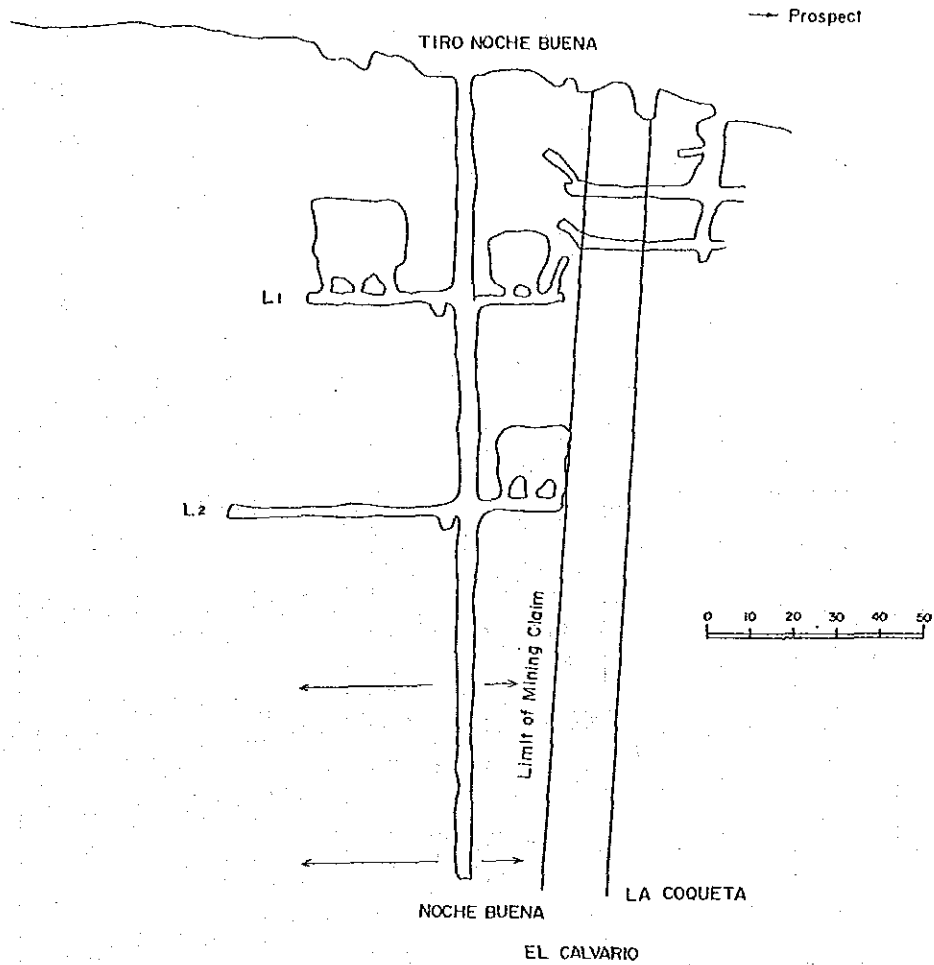 → Prospect
TIRO NOCHE BUENA
L1
L2
0 10 20 30 40 50
Limit of Mining Claim
LA COQUETA
NOCHE BUENA
EL CALVARIO